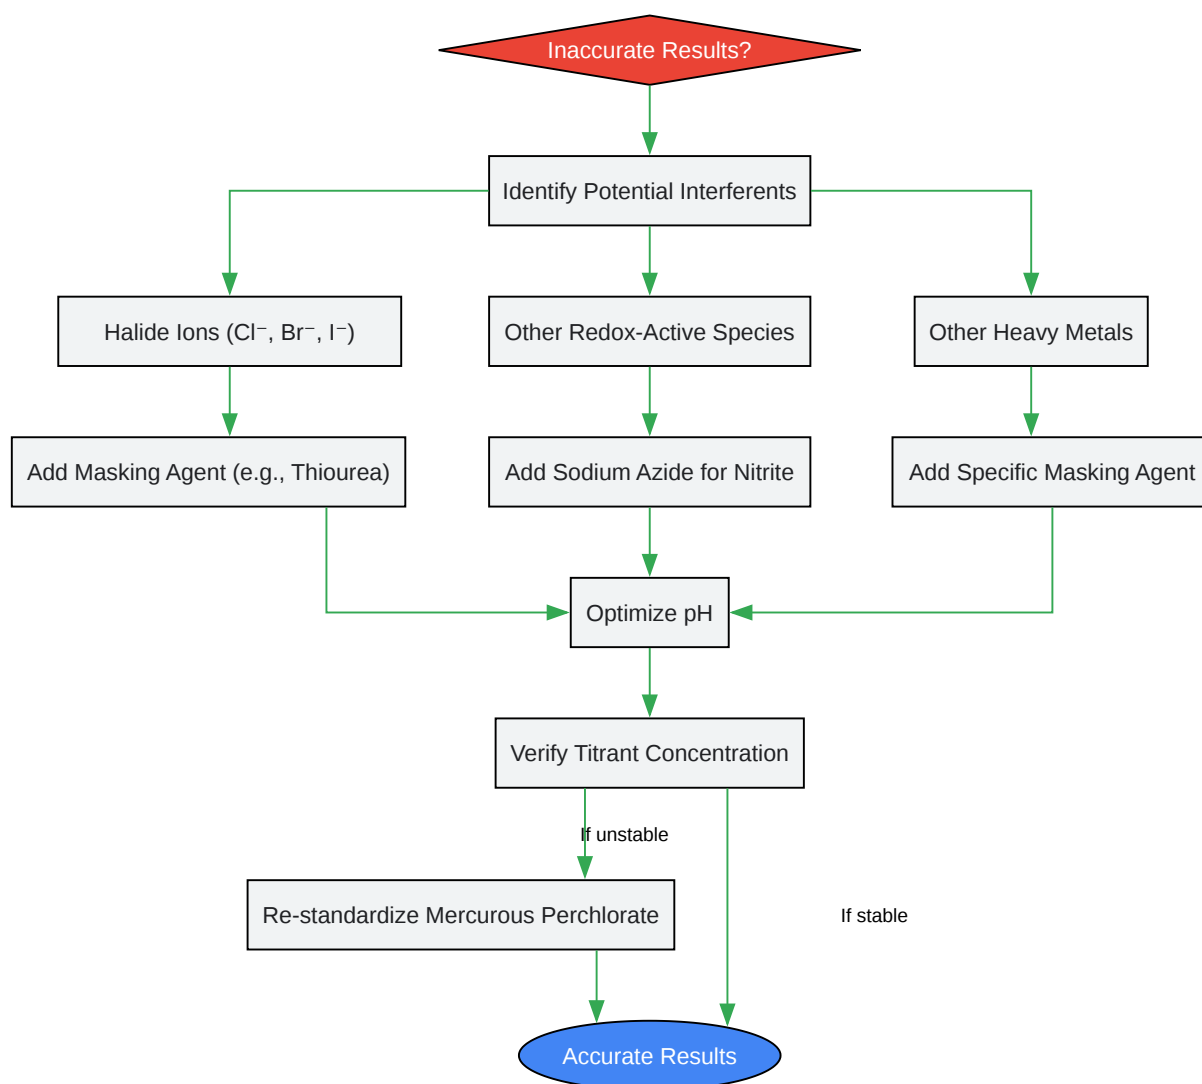 Inaccurate Results?
Identify Potential Interferents
Halide Ions (Cl⁻, Br⁻, I⁻)
Other Redox-Active Species
Other Heavy Metals
Add Masking Agent (e.g., Thiourea)
Add Sodium Azide for Nitrite
Add Specific Masking Agent
Optimize pH
Verify Titrant Concentration
If unstable
Re-standardize Mercurous Perchlorate
If stable
Accurate Results